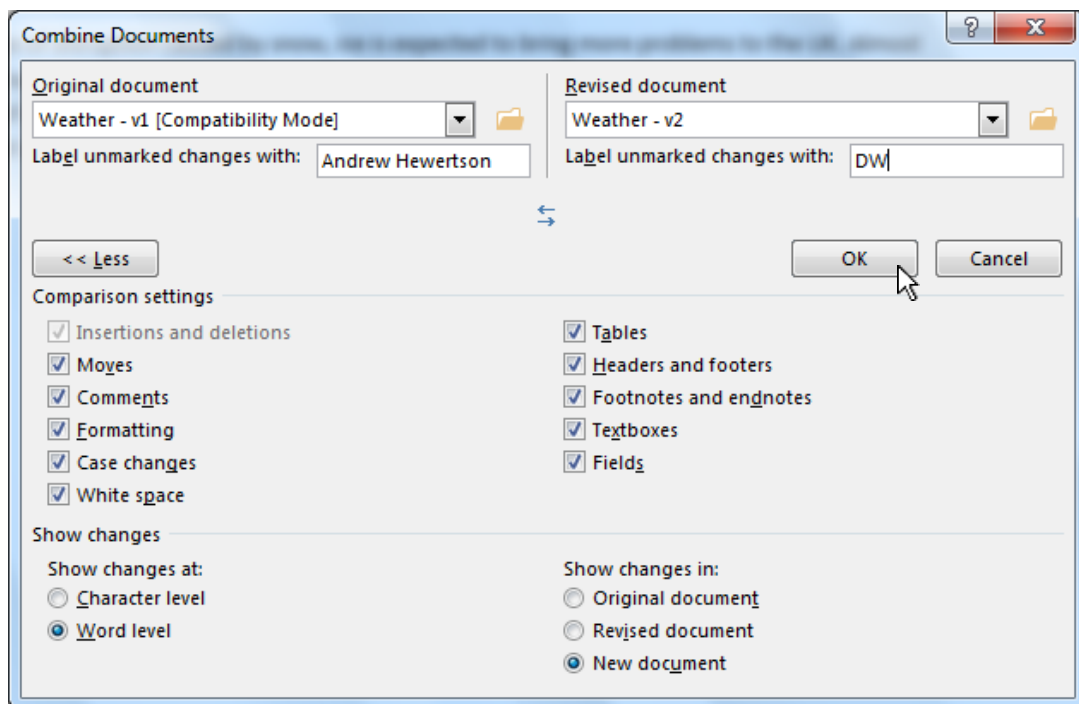 Combine Documents
Original document
Weather - v1 [Compatibility Mode]
Label unmarked changes with: Andrew Hewertson
Revised document
Weather - v2
Label unmarked changes with: DW
<< Less
OK
Cancel
Comparison settings
Insertions and deletions
Moves
Comments
Formatting
Case changes
White space
Tables
Headers and footers
Footnotes and endnotes
Textboxes
Fields
Show changes
Show changes at:
Character level
Word level
Show changes in:
Original document
Revised document
New document